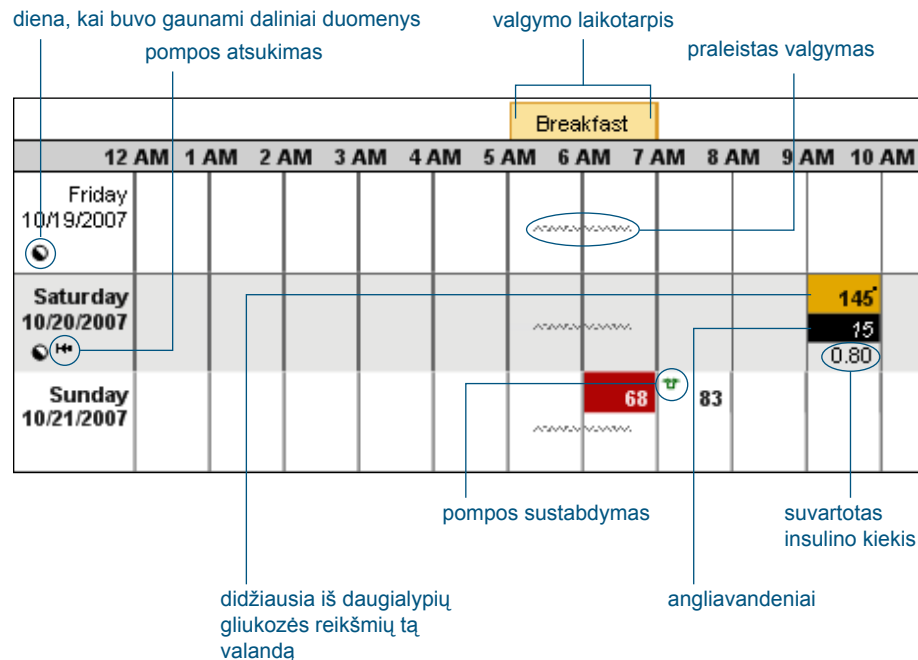 diena, kai buvo gaunami daliniai duomenys
valgymo laikotarpis
pompos atsukimas
praleistas valgymas
Breakfast
12 AM 1 AM 2 AM 3 AM 4 AM 5 AM 6 AM 7 AM 8 AM 9 AM 10 AM
Friday
10/19/2007
Saturday
10/20/2007
145
15
0.80
Sunday
10/21/2007
68
83
pompos sustabdymas
suvartotas
insulino kiekis
didžiausia iš daugialypių
gliukozės reikšmių tą
valandą
angliavandeniai